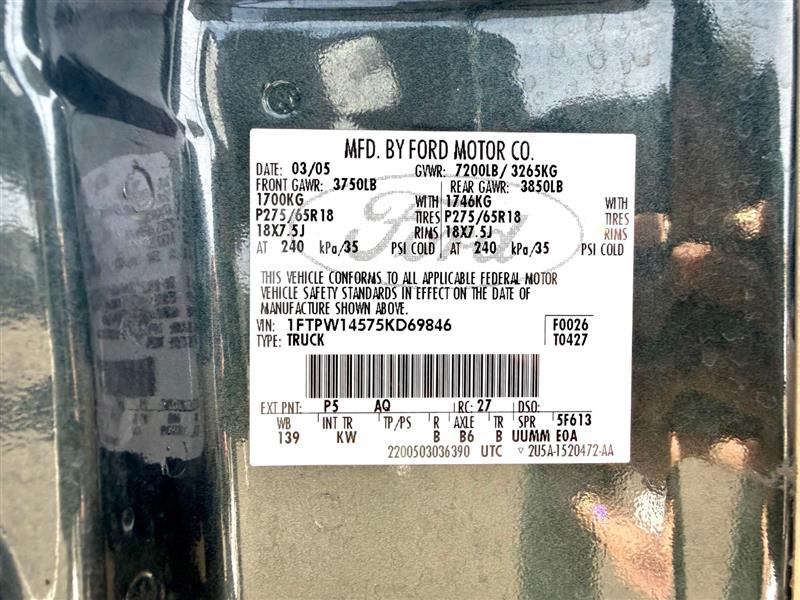 MFD. BY FORD MOTOR CO.
DATE: 03/05 GVWR: 7200LB / 3265KG
FRONT GAWR: 3750LB REAR GAWR: 3850LB
1700KG WITH 1746KG WITH
P275/65R18 TIRES P275/65R18 TIRES
18X7.5J RIMS 18X7.5J RIMS
AT 240 kPa/35 PSI COLD AT 240 kPa/35 PSI COLD
Ford
THIS VEHICLE CONFORMS TO ALL APPLICABLE FEDERAL MOTOR
VEHICLE SAFETY STANDARDS IN EFFECT ON THE DATE OF
MANUFACTURE SHOWN ABOVE.
VIN: 1FTPW14575KD69846 F0026
TYPE: TRUCK T0427
EXT PNT: P5 AQ RC: 27 DSO:
WB INT TR TP/PS R AXLE TR SPR 5F613
139 KW B B6 B UUMM E0A
2200503036390 UTC ▽ 2U5A-1520472-AA